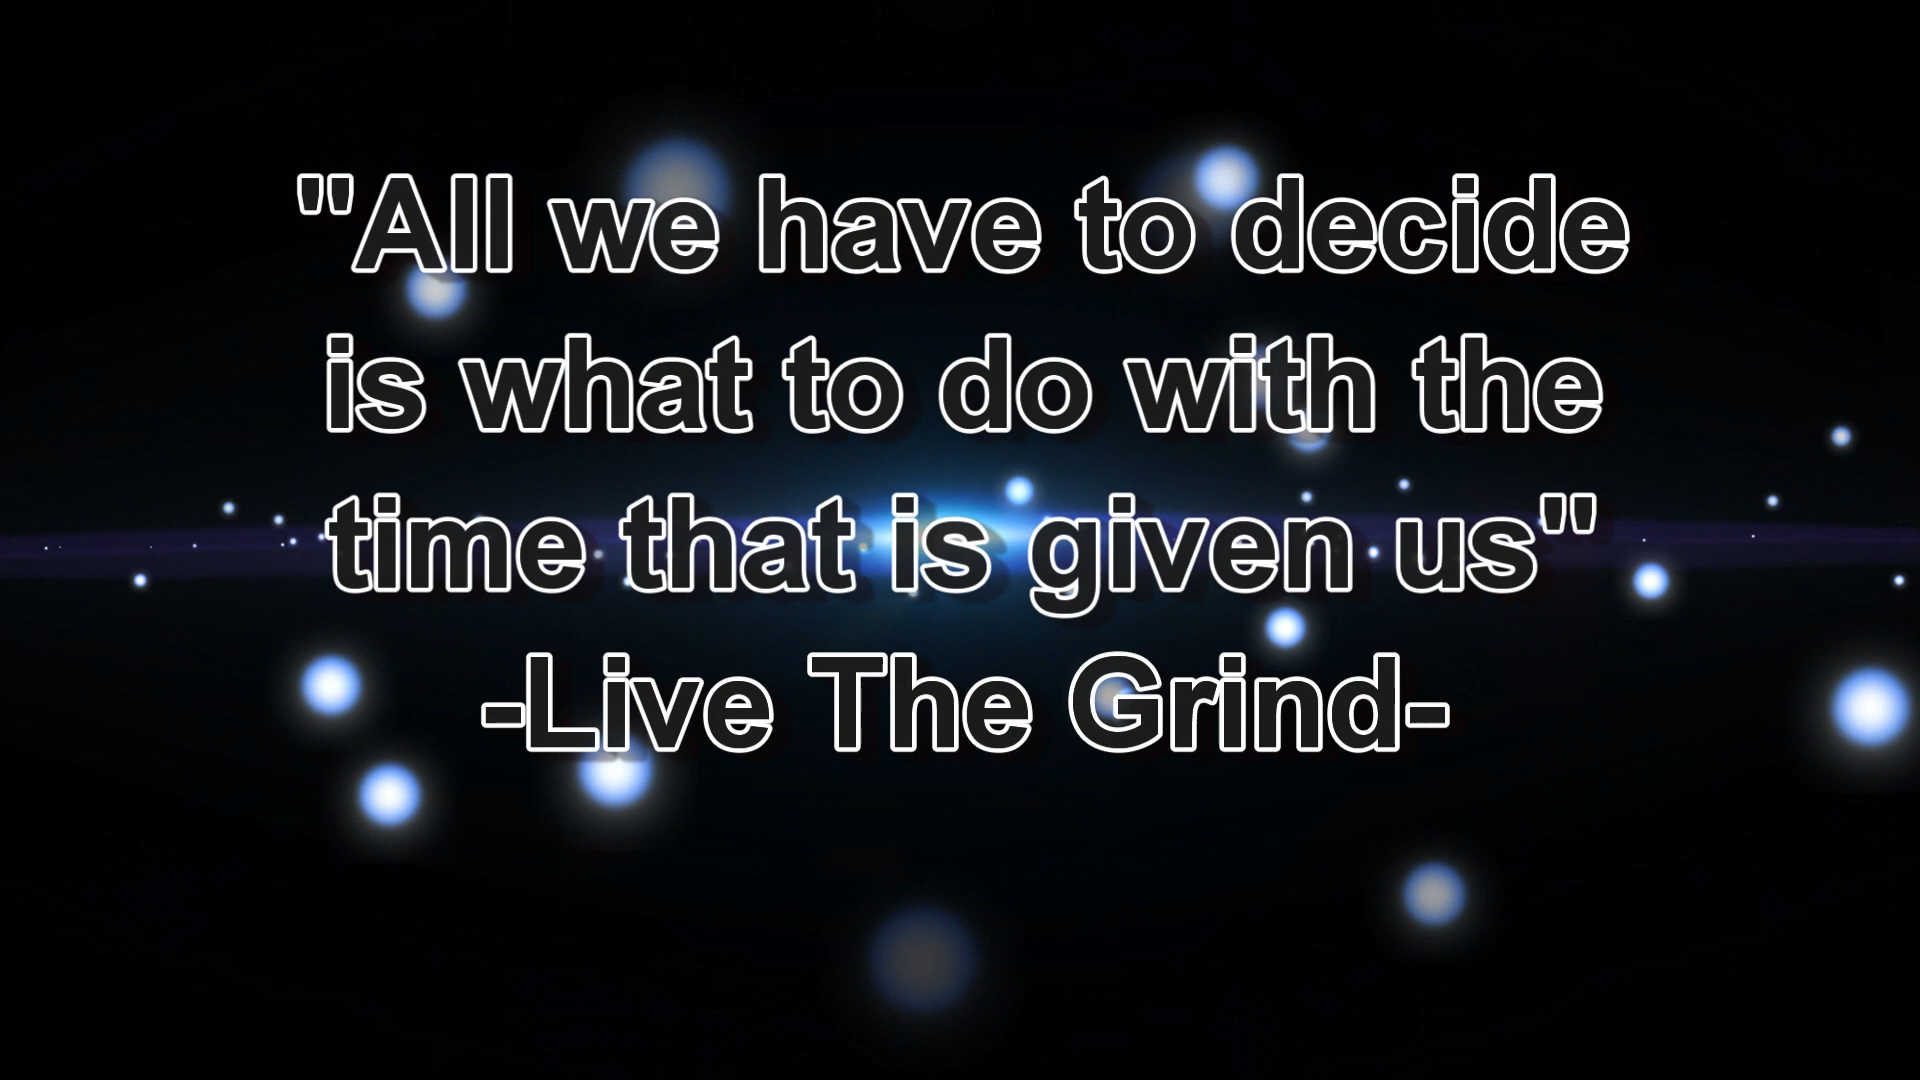 "All we have to decide
is what to do with the
time that is given us"
-Live The Grind-